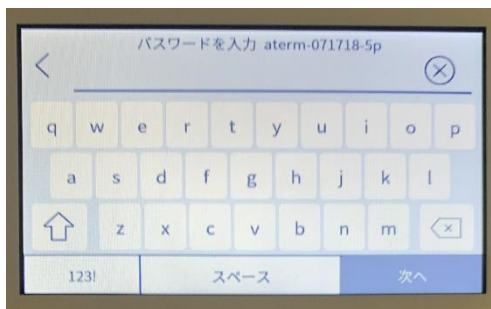 パスワードを入力 aterm-071718-5p
q w e r t y u i o p
a s d f g h j k l
z x c v b n m
123! スペース 次へ